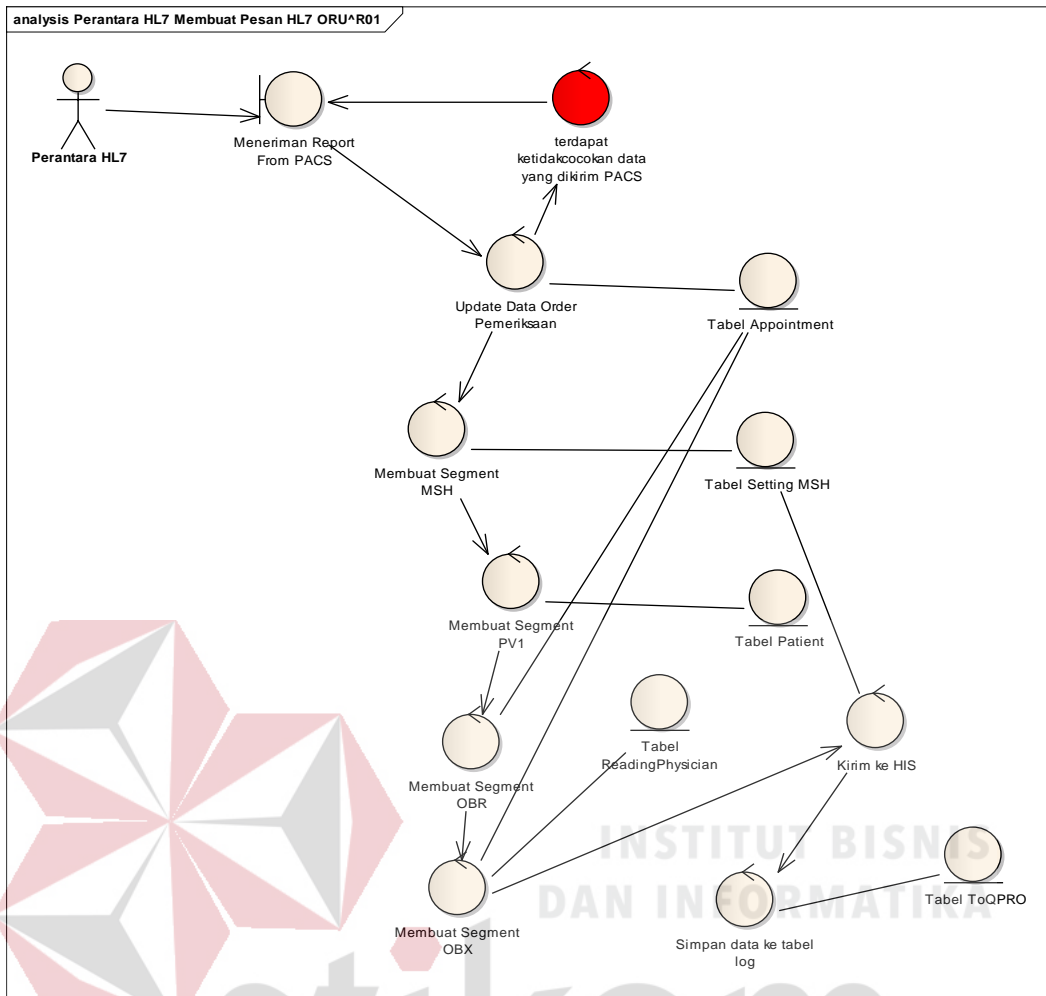 analysis Perantara HL7 Membuat Pesan HL7 ORU^R01
Perantara HL7
Meneriman Report
From PACS
terdapat
ketidakcocokan data
yang dikirim PACS
Update Data Order
Pemeriksaan
Tabel Appointment
Membuat Segment
MSH
Tabel Setting MSH
Membuat Segment
PV1
Tabel Patient
Membuat Segment
OBR
Tabel
ReadingPhysician
Kirim ke HIS
Membuat Segment
OBX
Simpan data ke tabel
log
Tabel ToQPRO
INSTITUT BISNIS
DAN INFORMATIKA
stikom